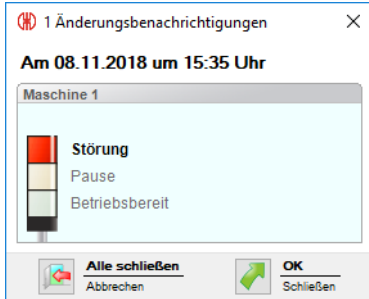 1 Änderungsbenachrichtigungen
Am 08.11.2018 um 15:35 Uhr
Maschine 1
Störung
Pause
Betriebsbereit
Alle schließen
Abbrechen
OK
Schließen